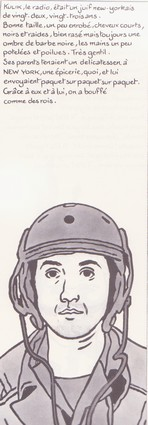 KULIK, le radio, était un juif new-yorkais
de vingt-deux, vingt-trois ans.
Bonne taille, un peu enrobé, cheveux courts,
noirs et raides, bien rasé mais toujours une
ombre de barbe noire, les mains un peu
potelées et poilues. Très gentil.
Ses parents tenaient un delicatessen à
NEW YORK, une épicerie, quoi, et lui
envoyaient paquet sur paquet sur paquet.
Grâce à eux et à lui, on a bouffé
comme des rois.